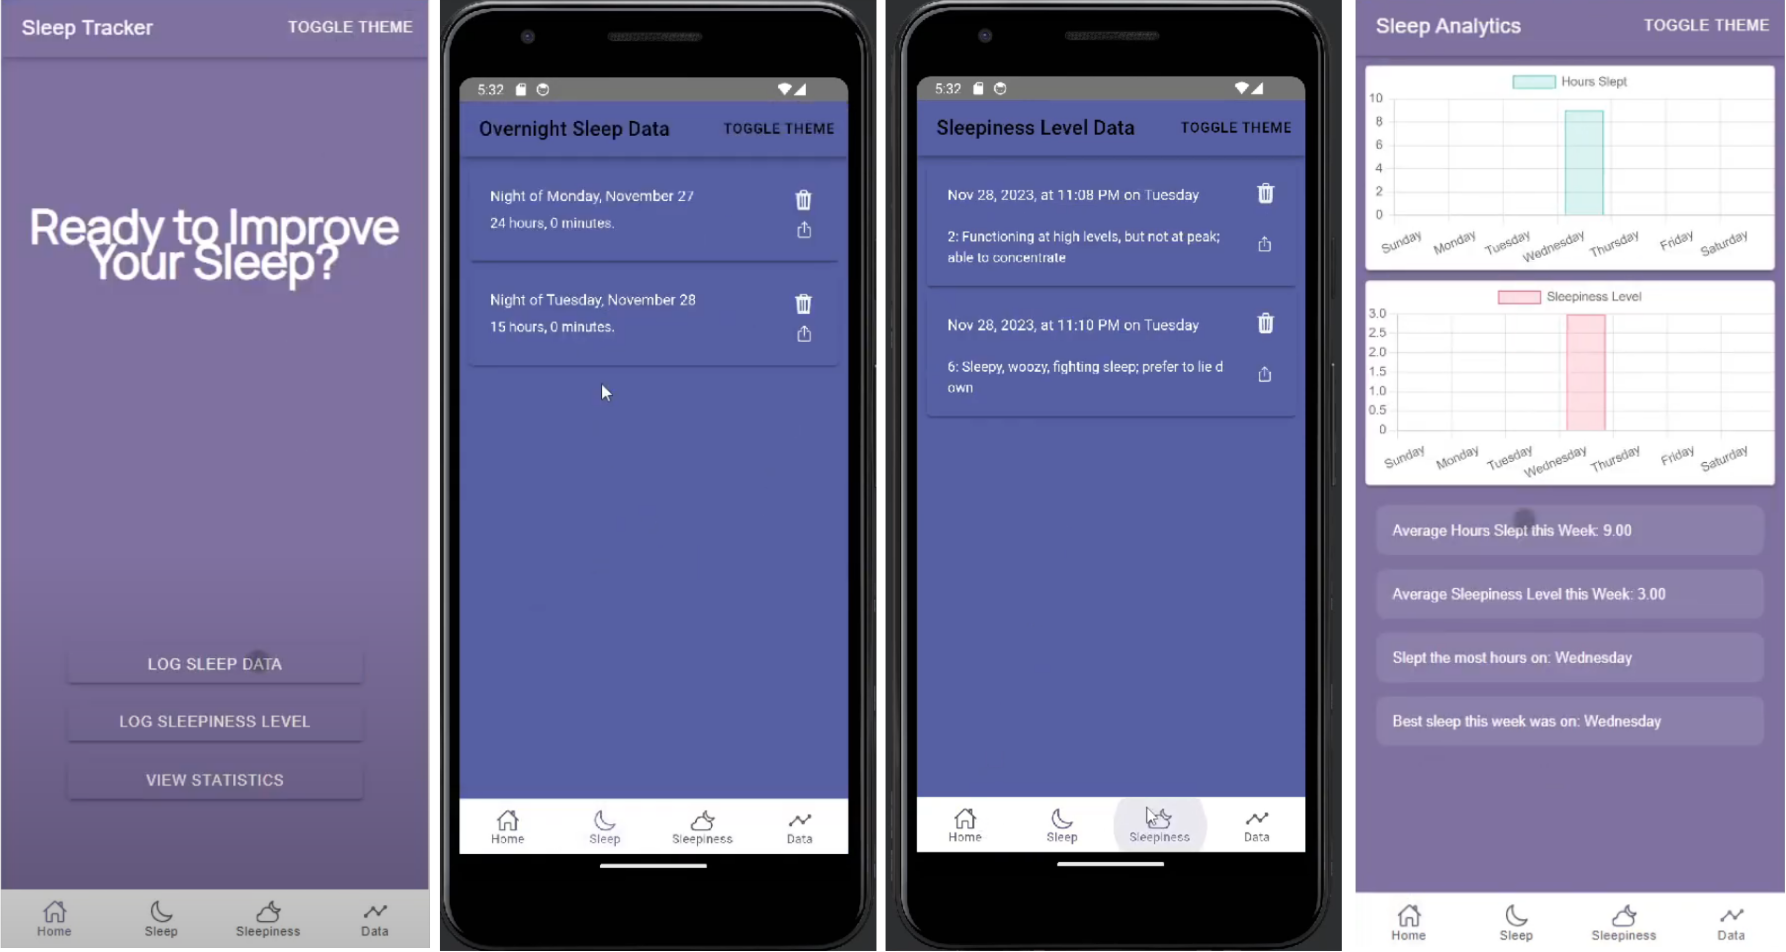 Sleep Tracker
TOGGLE THEME
Ready to Improve
Your Sleep?
LOG SLEEP DATA
LOG SLEEPINESS LEVEL
VIEW STATISTICS
Home
Sleep
Sleepiness
Data
5:32
Overnight Sleep Data
TOGGLE THEME
Night of Monday, November 27
24 hours, 0 minutes.
Night of Tuesday, November 28
15 hours, 0 minutes.
Home
Sleep
Sleepiness
Data
5:32
Sleepiness Level Data
TOGGLE THEME
Nov 28, 2023, at 11:08 PM on Tuesday
2: Functioning at high levels, but not at peak;
able to concentrate
Nov 28, 2023, at 11:10 PM on Tuesday
6: Sleepy, woozy, fighting sleep; prefer to lie d
own
Home
Sleep
Sleepiness
Data
Sleep Analytics
TOGGLE THEME
Hours Slept
10
8
6
4
2
0
Sunday
Monday
Tuesday
Wednesday
Thursday
Friday
Saturday
Sleepiness Level
3.0
2.5
2.0
1.5
1.0
0.5
0
Sunday
Monday
Tuesday
Wednesday
Thursday
Friday
Saturday
Average Hours Slept this Week: 9.00
Average Sleepiness Level this Week: 3.00
Slept the most hours on: Wednesday
Best sleep this week was on: Wednesday
Home
Sleep
Sleepiness
Data